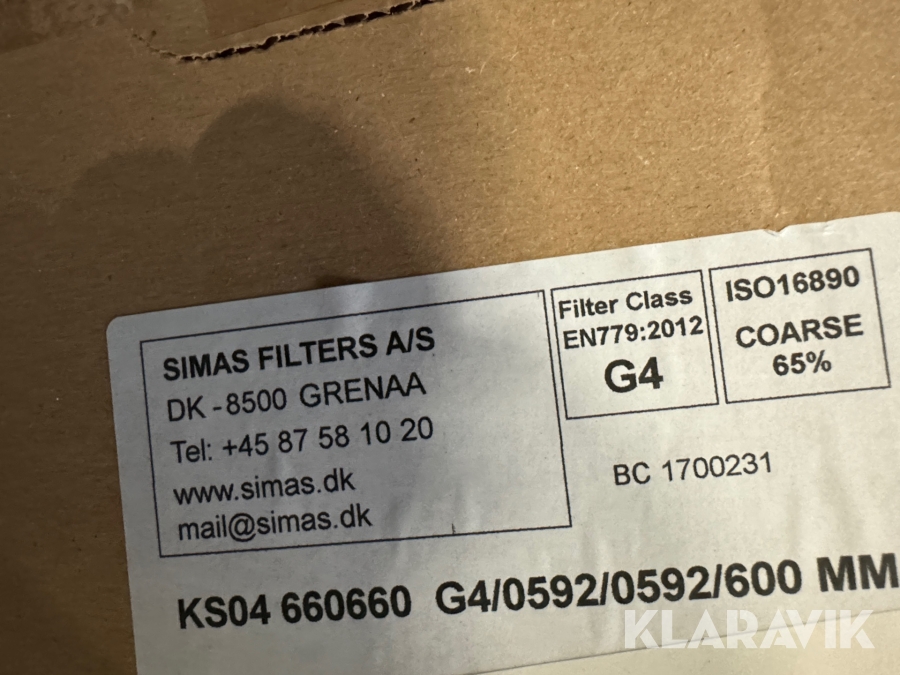 SIMAS FILTERS A/S
DK - 8500 GRENAA
Tel: +45 87 58 10 20
www.simas.dk
mail@simas.dk
Filter Class
EN779:2012
G4
ISO16890
COARSE
65%
BC 1700231
KS04 660660 G4/0592/0592/600 MM
KLARAVIK